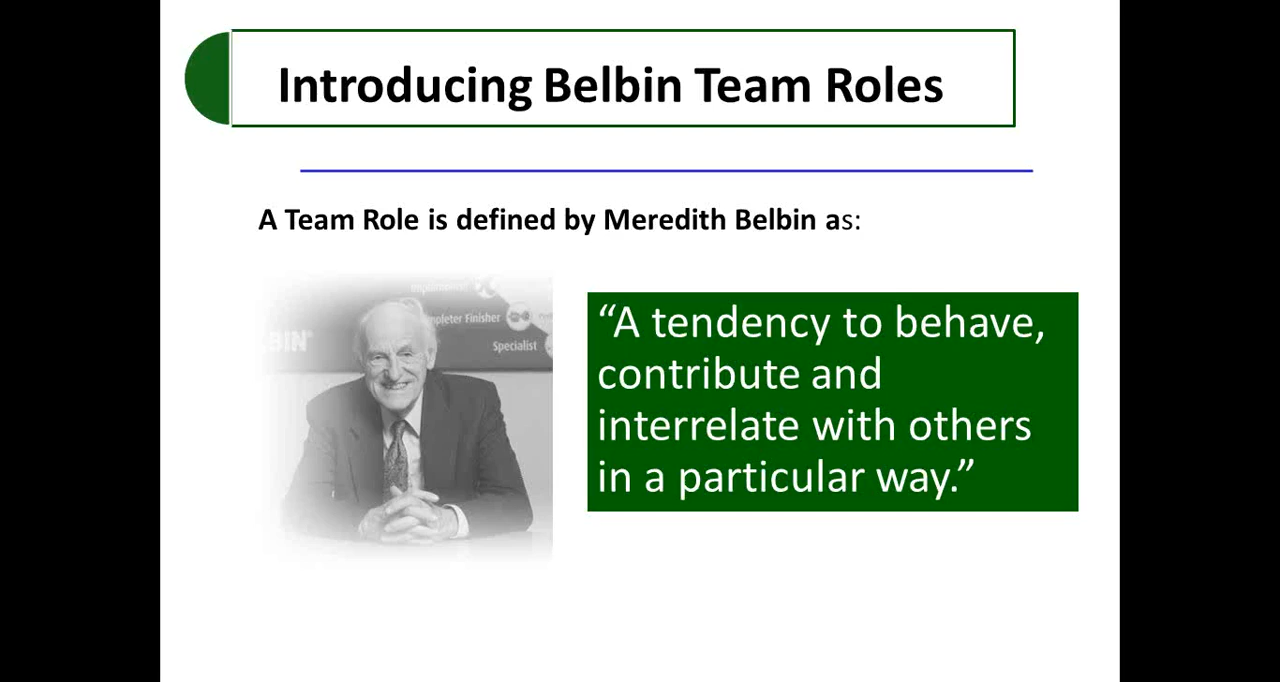 Introducing Belbin Team Roles
A Team Role is defined by Meredith Belbin as:
Completer Finisher
Specialist
“A tendency to behave,
contribute and
interrelate with others
in a particular way.”